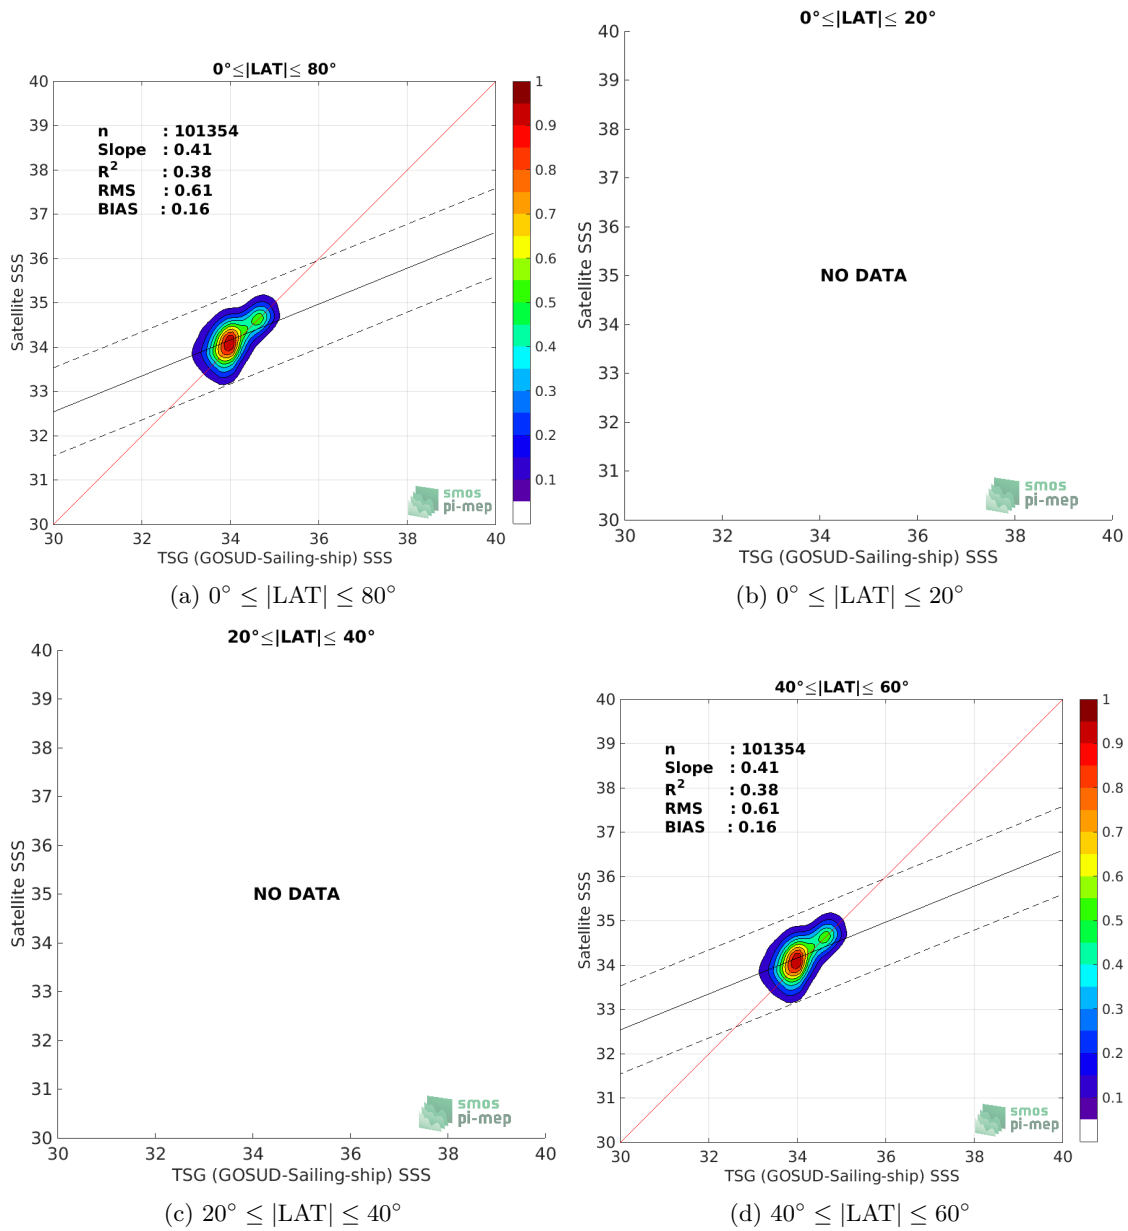 0°≤|LAT|≤ 80°
40
39
38
37
36
35
34
33
32
31
30
n : 101354
Slope : 0.41
R² : 0.38
RMS : 0.61
BIAS : 0.16
1
0.9
0.8
0.7
0.6
0.5
0.4
0.3
0.2
0.1
Satellite SSS
smos
pi-mep
30 32 34 36 38 40
TSG (GOSUD-Sailing-ship) SSS
(a) 0° ≤ |LAT| ≤ 80°
0°≤|LAT|≤ 20°
40
39
38
37
36
35
34
33
32
31
30
Satellite SSS
NO DATA
smos
pi-mep
30 32 34 36 38 40
TSG (GOSUD-Sailing-ship) SSS
(b) 0° ≤ |LAT| ≤ 20°
20°≤|LAT|≤ 40°
40
39
38
37
36
35
34
33
32
31
30
Satellite SSS
NO DATA
smos
pi-mep
30 32 34 36 38 40
TSG (GOSUD-Sailing-ship) SSS
(c) 20° ≤ |LAT| ≤ 40°
40°≤|LAT|≤ 60°
40
39
38
37
36
35
34
33
32
31
30
n : 101354
Slope : 0.41
R² : 0.38
RMS : 0.61
BIAS : 0.16
1
0.9
0.8
0.7
0.6
0.5
0.4
0.3
0.2
0.1
Satellite SSS
smos
pi-mep
30 32 34 36 38 40
TSG (GOSUD-Sailing-ship) SSS
(d) 40° ≤ |LAT| ≤ 60°